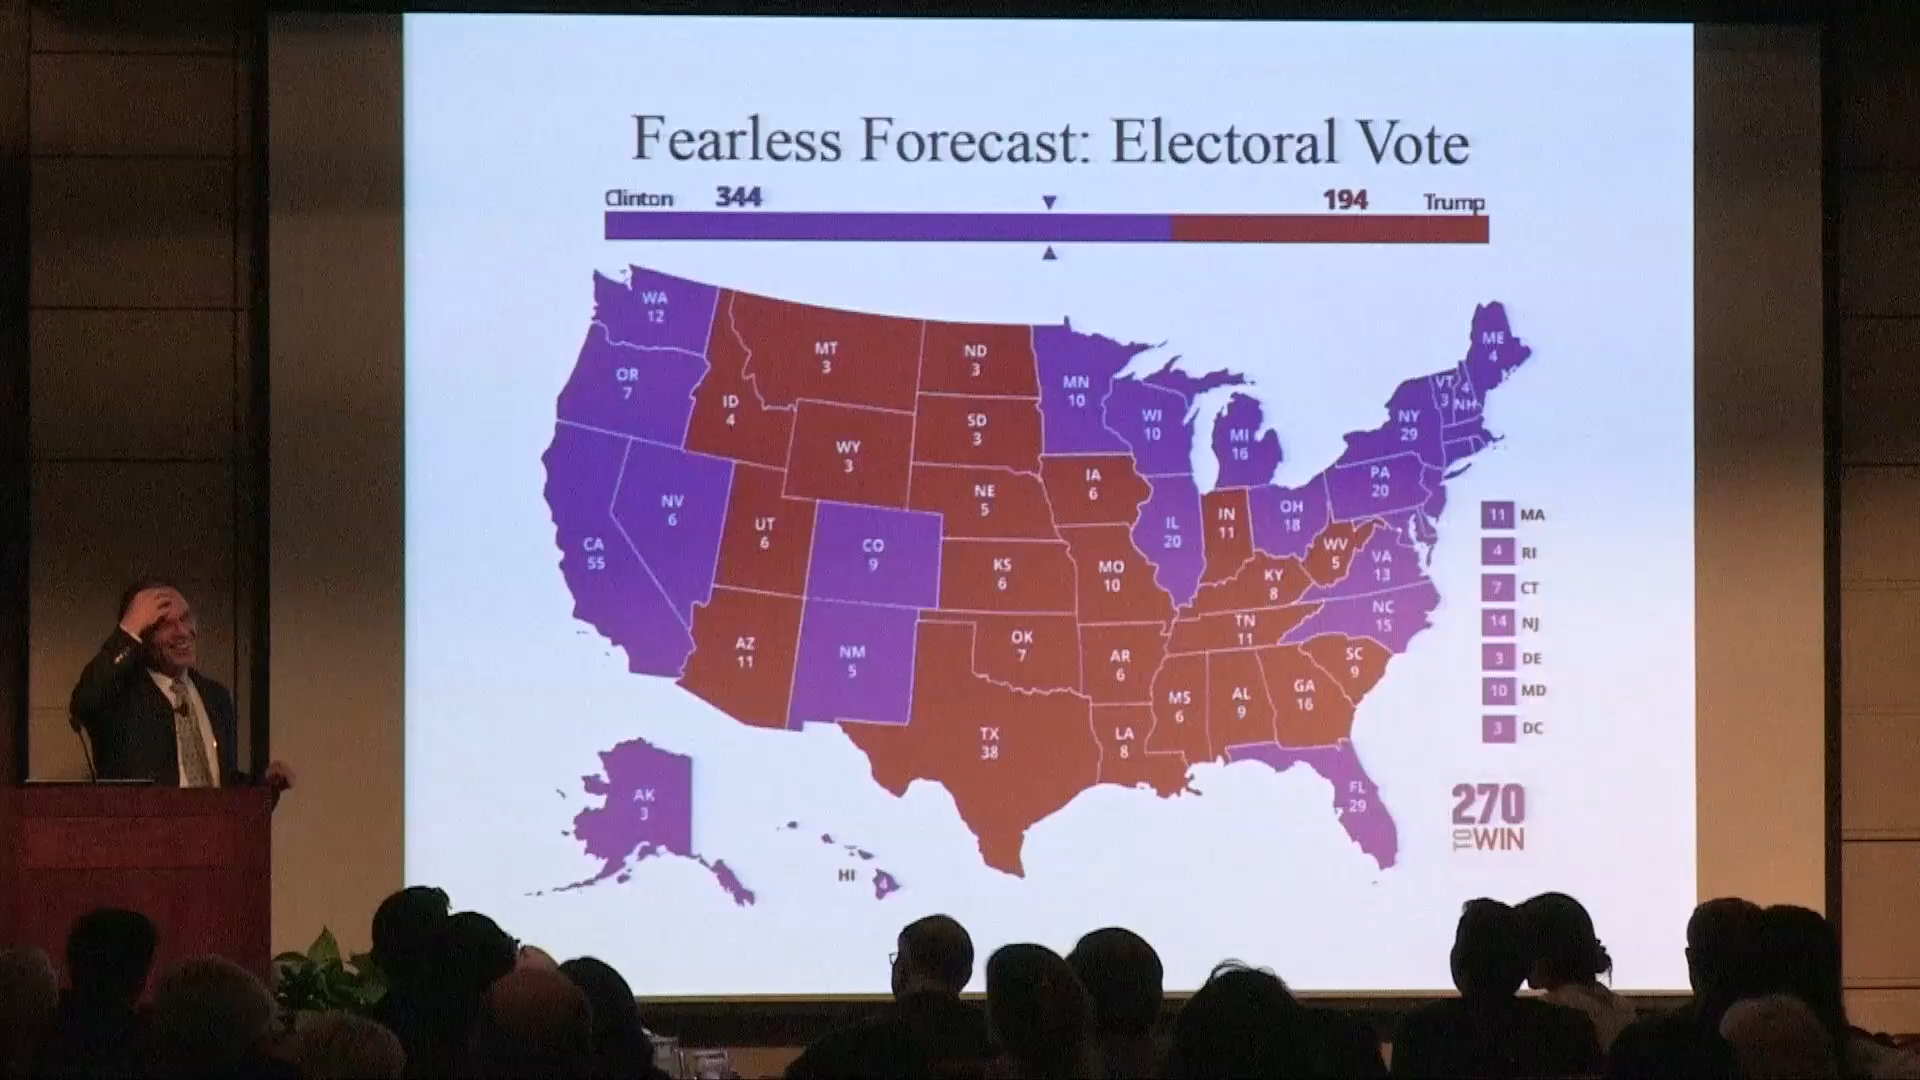 Fearless Forecast: Electoral Vote
Clinton 344 194 Trump
WA
12
OR
7
CA
55
NV
6
ID
4
MT
3
WY
3
UT
6
CO
9
AZ
11
NM
5
ND
3
SD
3
NE
5
KS
6
OK
7
TX
38
MN
10
IA
6
MO
10
AR
6
LA
8
WI
10
IL
20
MI
16
IN
11
OH
18
KY
8
TN
11
MS
6
AL
9
GA
16
FL
29
SC
9
NC
15
VA
13
WV
5
PA
20
NY
29
VT
3
4
NH
ME
4
AK
3
HI
4
11 MA
4 RI
7 CT
14 NJ
3 DE
10 MD
3 DC
270
TO WIN